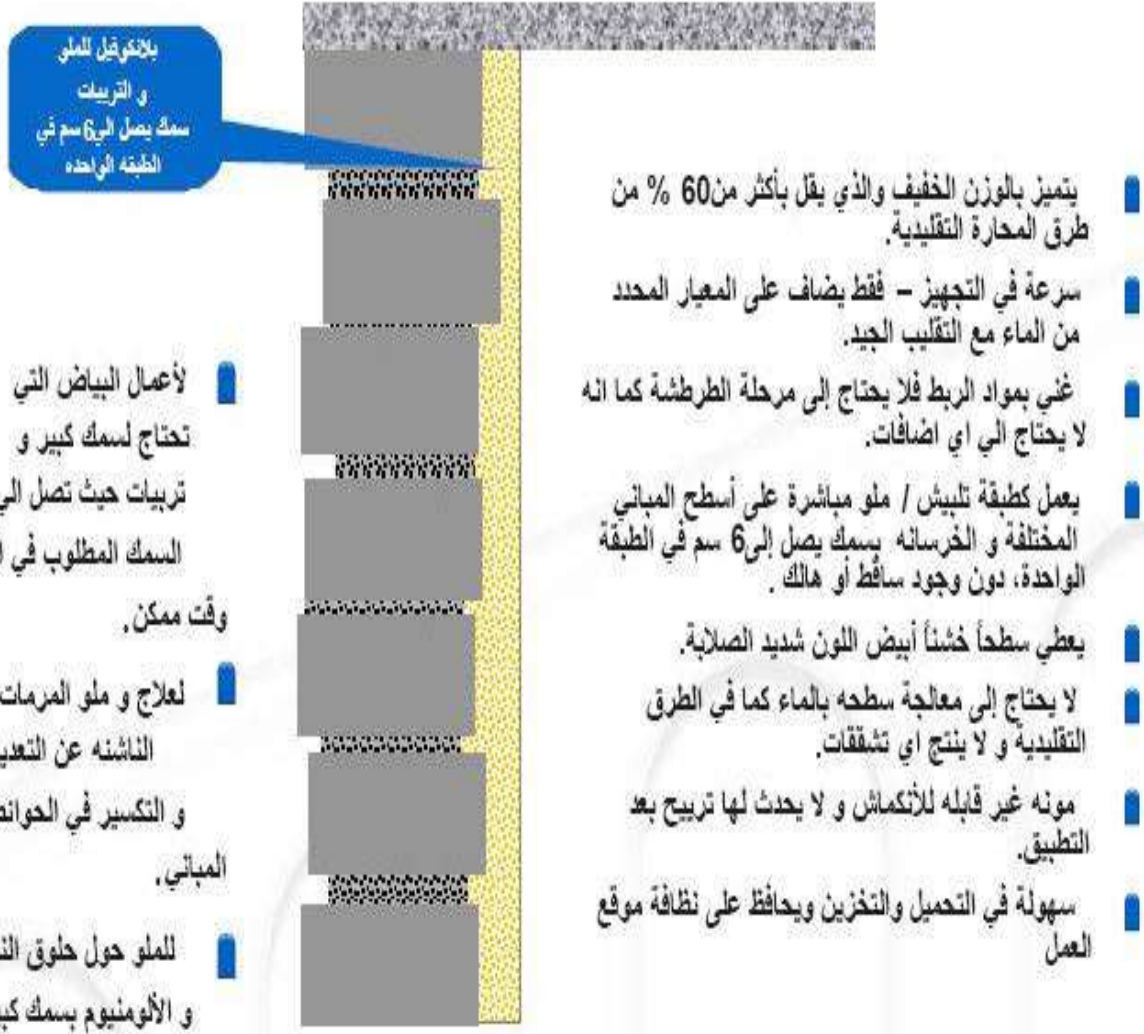 بلانكوفيل للملو
و التربيات
سمك يصل الي6 سم في
الطبقه الواحده
يتميز بالوزن الخفيف والذي يقل بأكثر من60 % من
طرق المحارة التقليدية.
سرعة في التجهيز – فقط يضاف على المعيار المحدد
من الماء مع التقليب الجيد.
غني بمواد الربط فلا يحتاج إلى مرحلة الطرطشة كما انه
لا يحتاج الي اي اضافات.
يعمل كطبقة تلبيش / ملو مباشرة على أسطح المباني
المختلفة و الخرسانه بسمك يصل إلى6 سم في الطبقة
الواحدة، دون وجود ساقط أو هالك .
يعطي سطحاً خشناً أبيض اللون شديد الصلابة.
لا يحتاج إلى معالجة سطحه بالماء كما في الطرق
التقليدية و لا ينتج اي تشققات.
مونه غير قابله للأنكماش و لا يحدث لها ترييح بعد
التطبيق.
سهولة في التحميل والتخزين ويحافظ على نظافة موقع
العمل
لأعمال البياض التي
تحتاج لسمك كبير و
تربيات حيث تصل الي
السمك المطلوب في
وقت ممكن.
لعلاج و ملو المرمات
الناشئه عن
و التكسير في
المباني.
للملو حول حلوق
و الألومنيوم بسمك